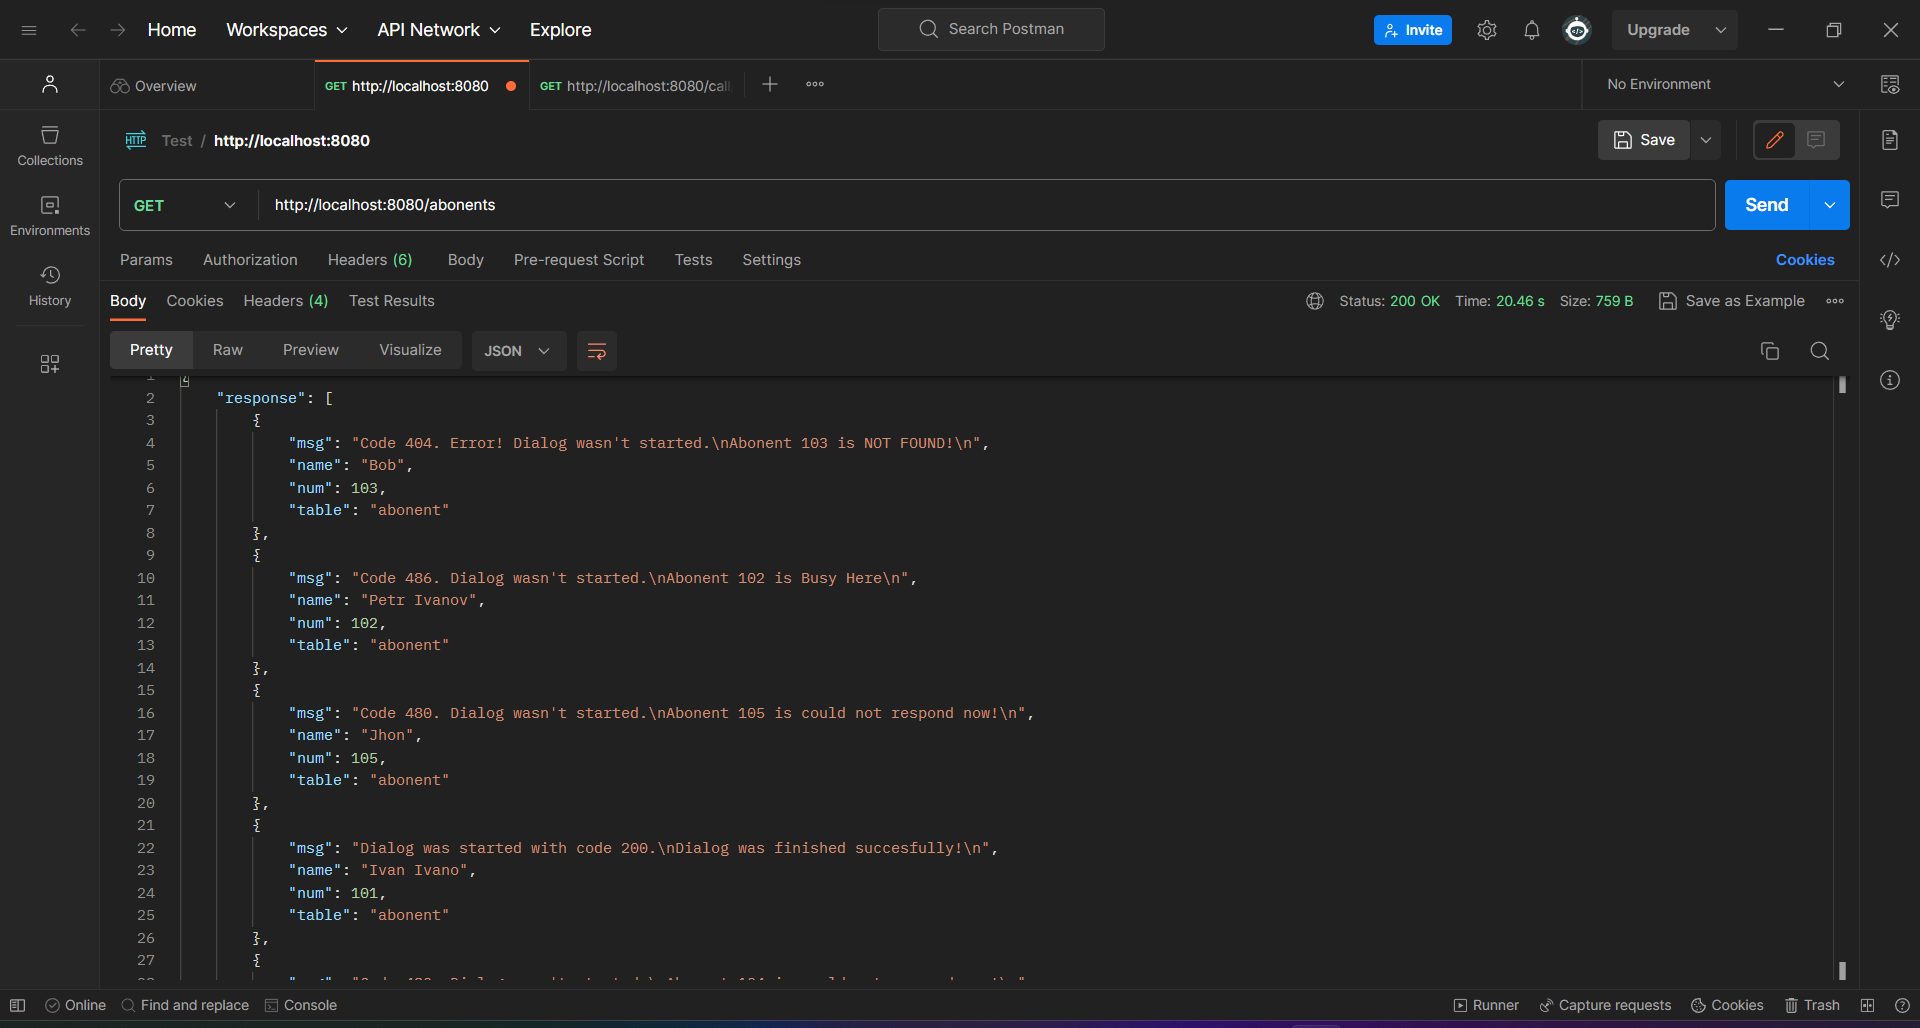 Home Workspaces API Network Explore Search Postman Invite Upgrade
Overview GET http://localhost:8080 GET http://localhost:8080/call No Environment
HTTP Test / http://localhost:8080 Save
Collections
GET http://localhost:8080/abonents Send
Environments
Params Authorization Headers (6) Body Pre-request Script Tests Settings Cookies
History
Body Cookies Headers (4) Test Results Status: 200 OK Time: 20.46 s Size: 759 B Save as Example
Pretty Raw Preview Visualize JSON
1 {
2 "response": [
3 {
4 "msg": "Code 404. Error! Dialog wasn't started.\nAbonent 103 is NOT FOUND!\n",
5 "name": "Bob",
6 "num": 103,
7 "table": "abonent"
8 },
9 {
10 "msg": "Code 486. Dialog wasn't started.\nAbonent 102 is Busy Here\n",
11 "name": "Petr Ivanov",
12 "num": 102,
13 "table": "abonent"
14 },
15 {
16 "msg": "Code 480. Dialog wasn't started.\nAbonent 105 is could not respond now!\n",
17 "name": "Jhon",
18 "num": 105,
19 "table": "abonent"
20 },
21 {
22 "msg": "Dialog was started with code 200.\nDialog was finished succesfully!\n",
23 "name": "Ivan Ivano",
24 "num": 101,
25 "table": "abonent"
26 },
27 {
Online Find and replace Console Runner Capture requests Cookies Trash